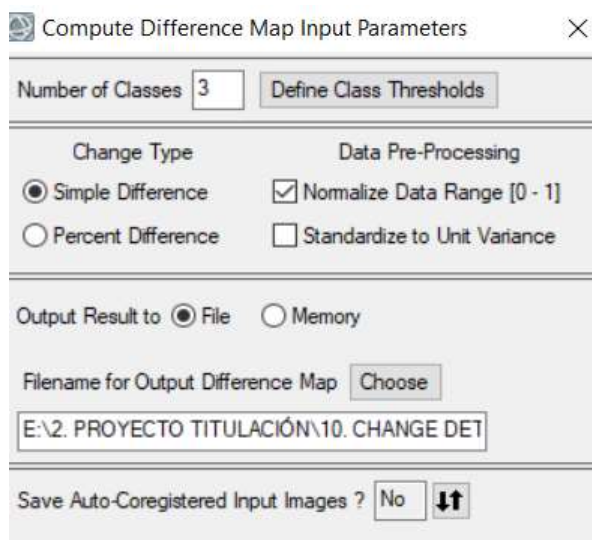 Compute Difference Map Input Parameters
Number of Classes 3 Define Class Thresholds
Change Type Data Pre-Processing
Simple Difference Normalize Data Range [0 - 1]
Percent Difference Standardize to Unit Variance
Output Result to File Memory
Filename for Output Difference Map Choose
E:\2. PROYECTO TITULACIÓN\10. CHANGE DET
Save Auto-Coregistered Input Images ? No